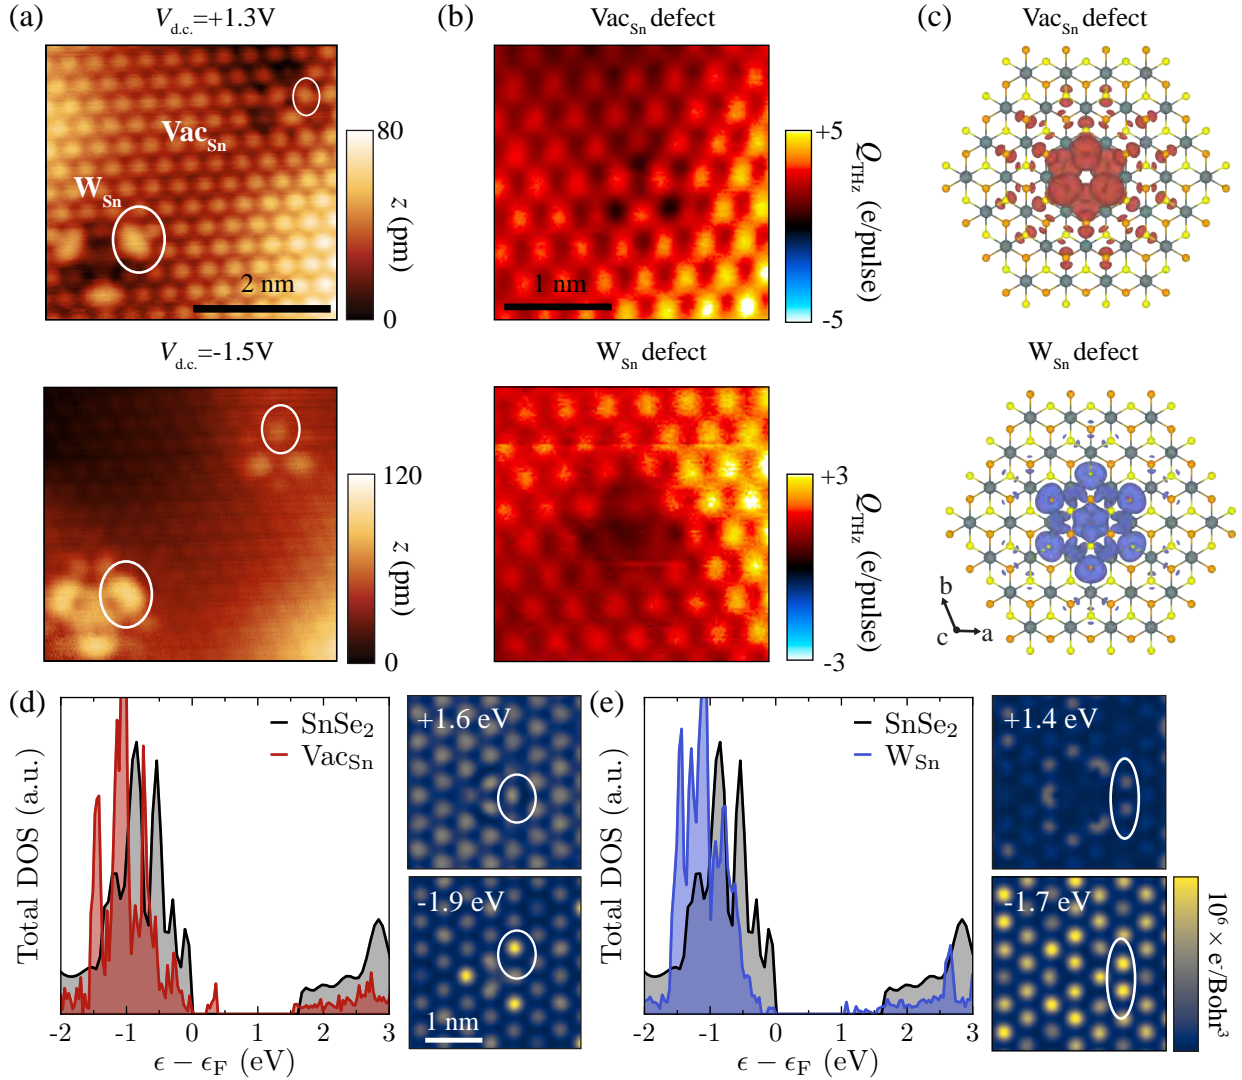 (a)
V_d.c.=+1.3V
Vac_Sn
W_Sn
2 nm
80
z (pm)
0
V_d.c.=-1.5V
120
z (pm)
0
(b)
Vac_Sn defect
1 nm
+5
Q_THz (e/pulse)
-5
W_Sn defect
+3
Q_THz (e/pulse)
-3
(c)
Vac_Sn defect
W_Sn defect
b
c
a
(d)
Total DOS (a.u.)
SnSe₂
Vac_Sn
-2 -1 0 1 2 3
ϵ − ϵ_F (eV)
+1.6 eV
-1.9 eV
1 nm
(e)
Total DOS (a.u.)
SnSe₂
W_Sn
-2 -1 0 1 2 3
ϵ − ϵ_F (eV)
+1.4 eV
-1.7 eV
10⁶ × e⁻/Bohr³